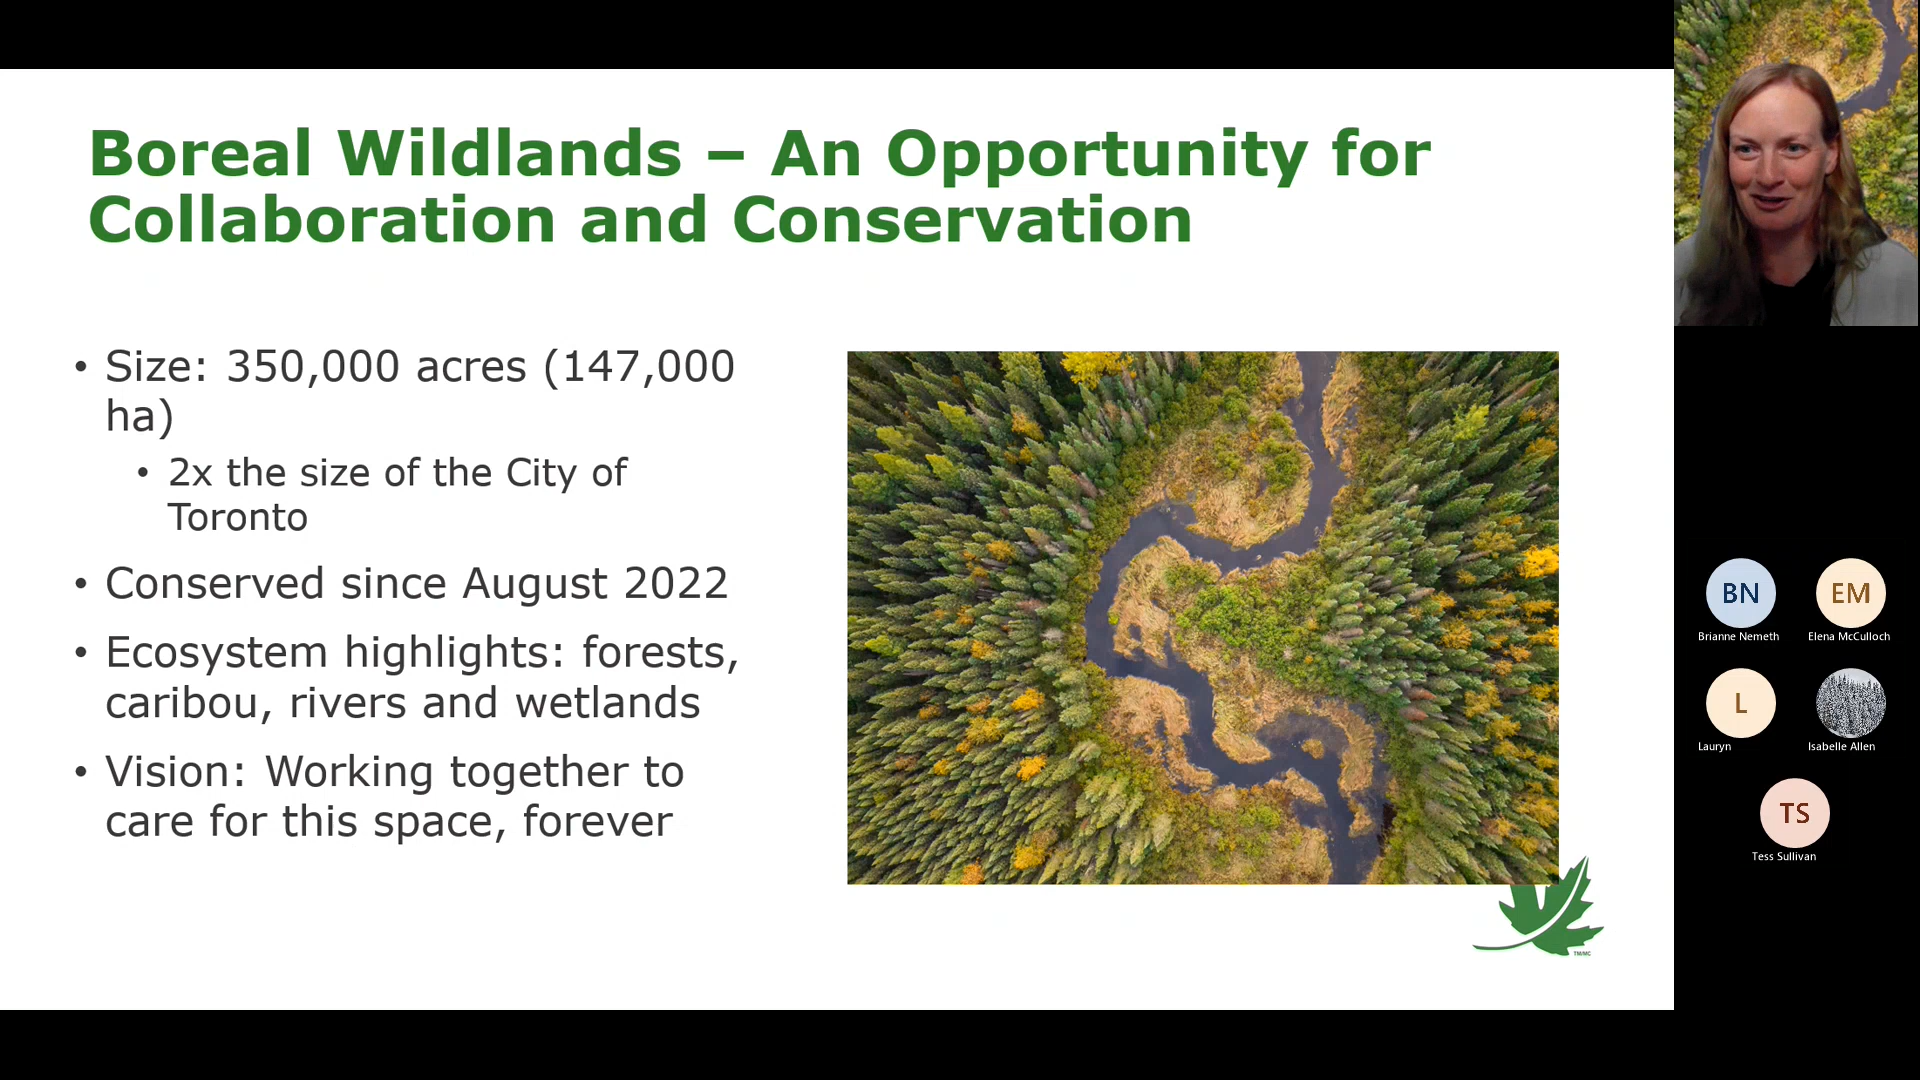 Boreal Wildlands – An Opportunity for
Collaboration and Conservation
• Size: 350,000 acres (147,000
ha)
• 2x the size of the City of
Toronto
• Conserved since August 2022
• Ecosystem highlights: forests,
caribou, rivers and wetlands
• Vision: Working together to
care for this space, forever
TM/MC
BN
Brianne Nemeth
EM
Elena McCulloch
L
Lauryn
Isabelle Allen
TS
Tess Sullivan